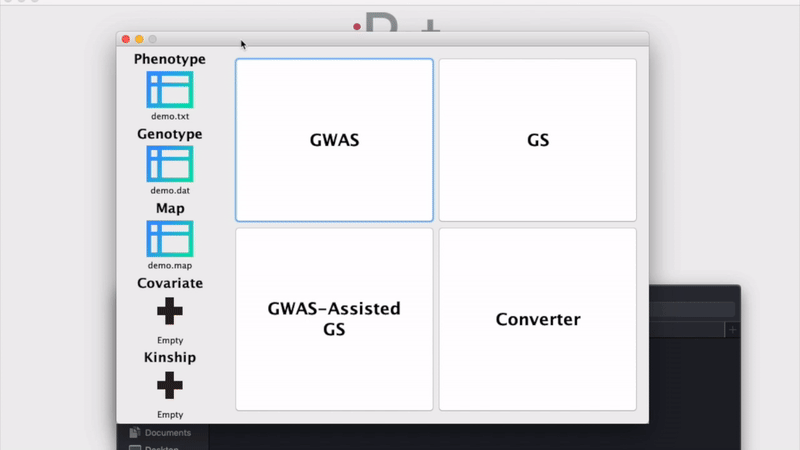 Phenotype
demo.txt
Genotype
demo.dat
Map
demo.map
Covariate
Empty
Kinship
Empty
GWAS
GS
GWAS-Assisted
GS
Converter
Documents